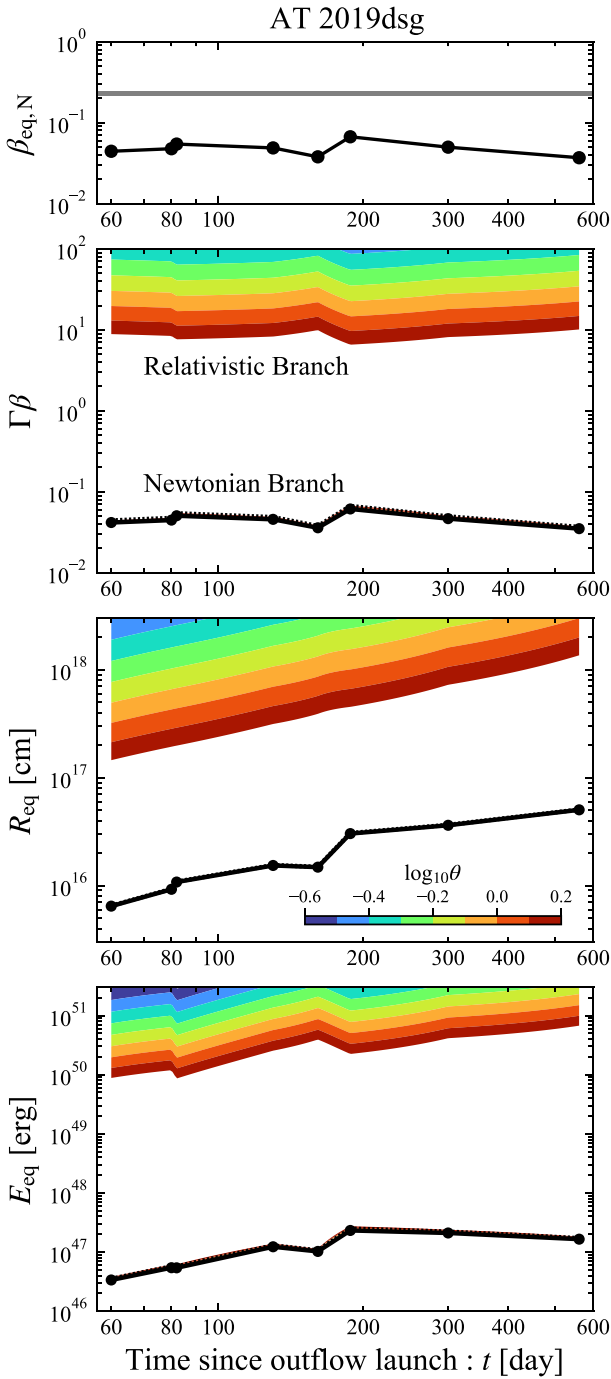 AT 2019dsg
β_eq,N
10^0
10^-1
10^-2
60 80 100 200 300 400 600
Γβ
10^2
10^1
10^0
10^-1
10^-2
Relativistic Branch
Newtonian Branch
60 80 100 200 300 400 600
R_eq [cm]
10^18
10^17
10^16
log_10 θ
−0.6 −0.4 −0.2 0.0 0.2
60 80 100 200 300 400 600
E_eq [erg]
10^51
10^50
10^49
10^48
10^47
10^46
60 80 100 200 300 400 600
Time since outflow launch : t [day]